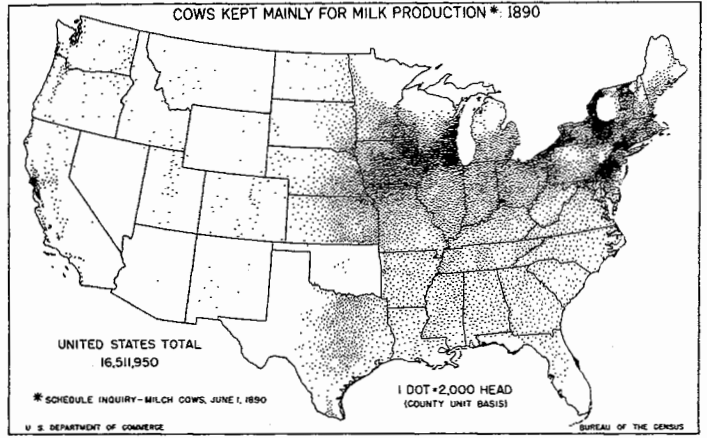 COWS KEPT MAINLY FOR MILK PRODUCTION *: 1890
UNITED STATES TOTAL
16,511,950
* SCHEDULE INQUIRY—MILCH COWS, JUNE 1, 1890
1 DOT=2,000 HEAD
(COUNTY UNIT BASIS)
U S. DEPARTMENT OF COMMERCE
BUREAU OF THE CENSUS